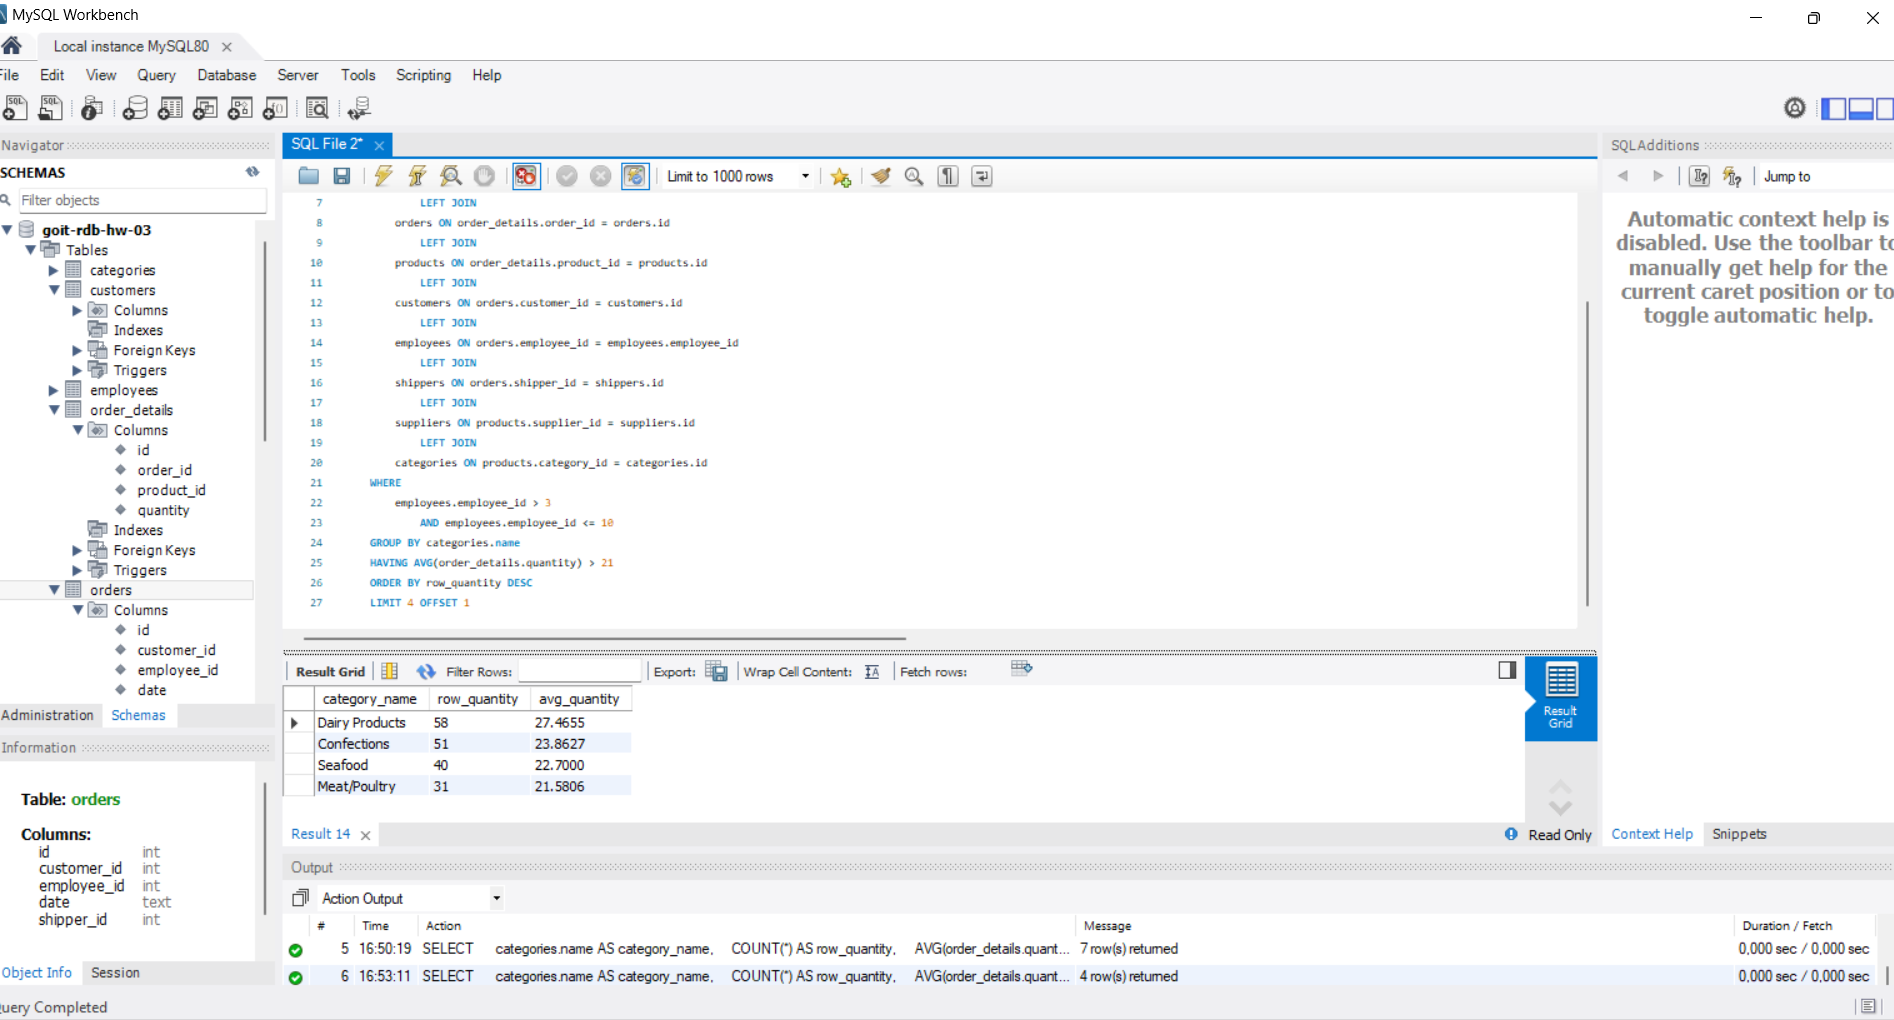 MySQL Workbench
Local instance MySQL80
File Edit View Query Database Server Tools Scripting Help
Navigator
SCHEMAS
Filter objects
goit-rdb-hw-03
Tables
categories
customers
Columns
Indexes
Foreign Keys
Triggers
employees
order_details
Columns
id
order_id
product_id
quantity
Indexes
Foreign Keys
Triggers
orders
Columns
id
customer_id
employee_id
date
Administration Schemas
Information
Table: orders
Columns:
id int
customer_id int
employee_id int
date text
shipper_id int
Object Info Session
uery Completed
SQL File 2*
Limit to 1000 rows
7 LEFT JOIN
8 orders ON order_details.order_id = orders.id
9 LEFT JOIN
10 products ON order_details.product_id = products.id
11 LEFT JOIN
12 customers ON orders.customer_id = customers.id
13 LEFT JOIN
14 employees ON orders.employee_id = employees.employee_id
15 LEFT JOIN
16 shippers ON orders.shipper_id = shippers.id
17 LEFT JOIN
18 suppliers ON products.supplier_id = suppliers.id
19 LEFT JOIN
20 categories ON products.category_id = categories.id
21 WHERE
22 employees.employee_id > 3
23 AND employees.employee_id <= 10
24 GROUP BY categories.name
25 HAVING AVG(order_details.quantity) > 21
26 ORDER BY row_quantity DESC
27 LIMIT 4 OFFSET 1
Result Grid Filter Rows: Export: Wrap Cell Content: Fetch rows:
category_name row_quantity avg_quantity
Dairy Products 58 27.4655
Confections 51 23.8627
Seafood 40 22.7000
Meat/Poultry 31 21.5806
Result
Grid
Result 14
Read Only
Output
Action Output
# Time Action Message Duration / Fetch
5 16:50:19 SELECT categories.name AS category_name, COUNT(*) AS row_quantity, AVG(order_details.quant... 7 row(s) returned 0,000 sec / 0,000 sec
6 16:53:11 SELECT categories.name AS category_name, COUNT(*) AS row_quantity, AVG(order_details.quant... 4 row(s) returned 0,000 sec / 0,000 sec
SQLAdditions
Jump to
Automatic context help is
disabled. Use the toolbar to
manually get help for the
current caret position or to
toggle automatic help.
Context Help Snippets